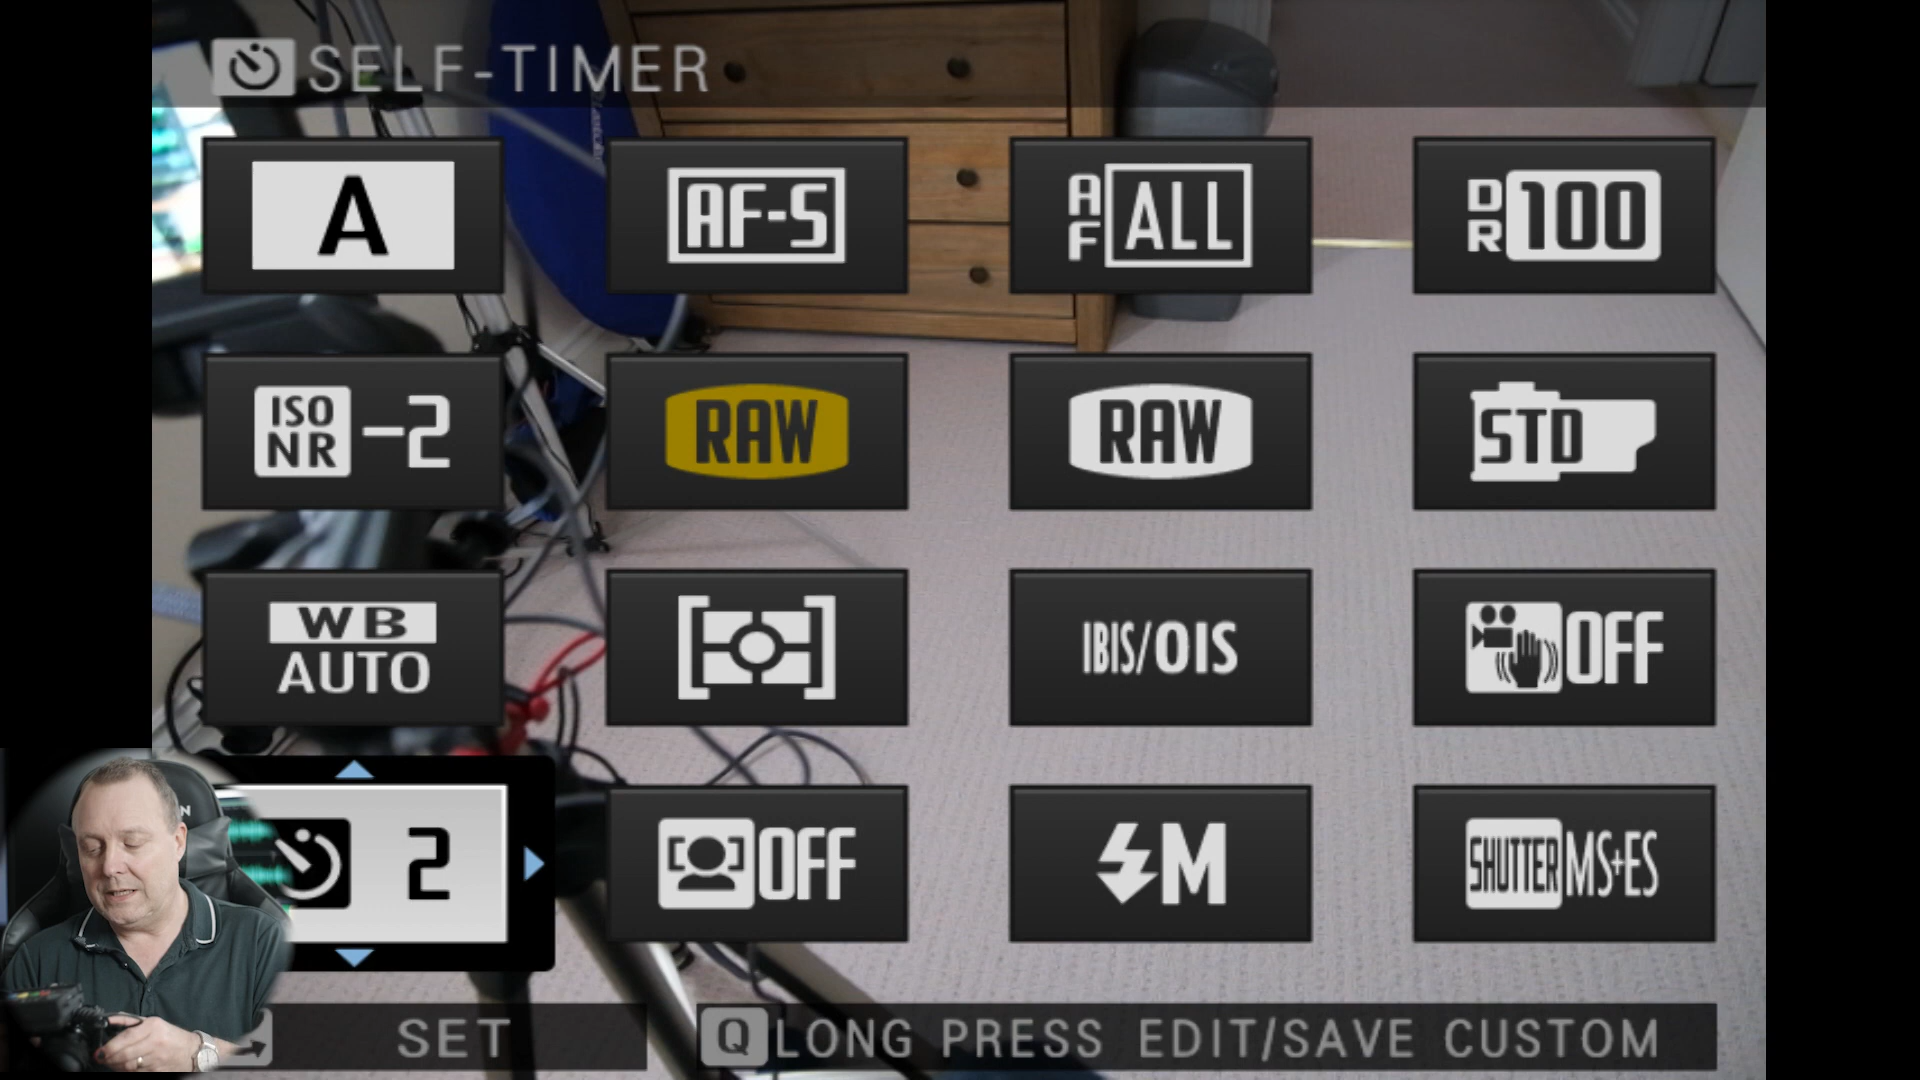 SELF-TIMER
A
AF-S
AF ALL
DR 100
ISO NR -2
RAW
RAW
STD
WB AUTO
IBIS/OIS
OFF
2
OFF
M
SHUTTER MS+ES
SET
Q LONG PRESS EDIT/SAVE CUSTOM